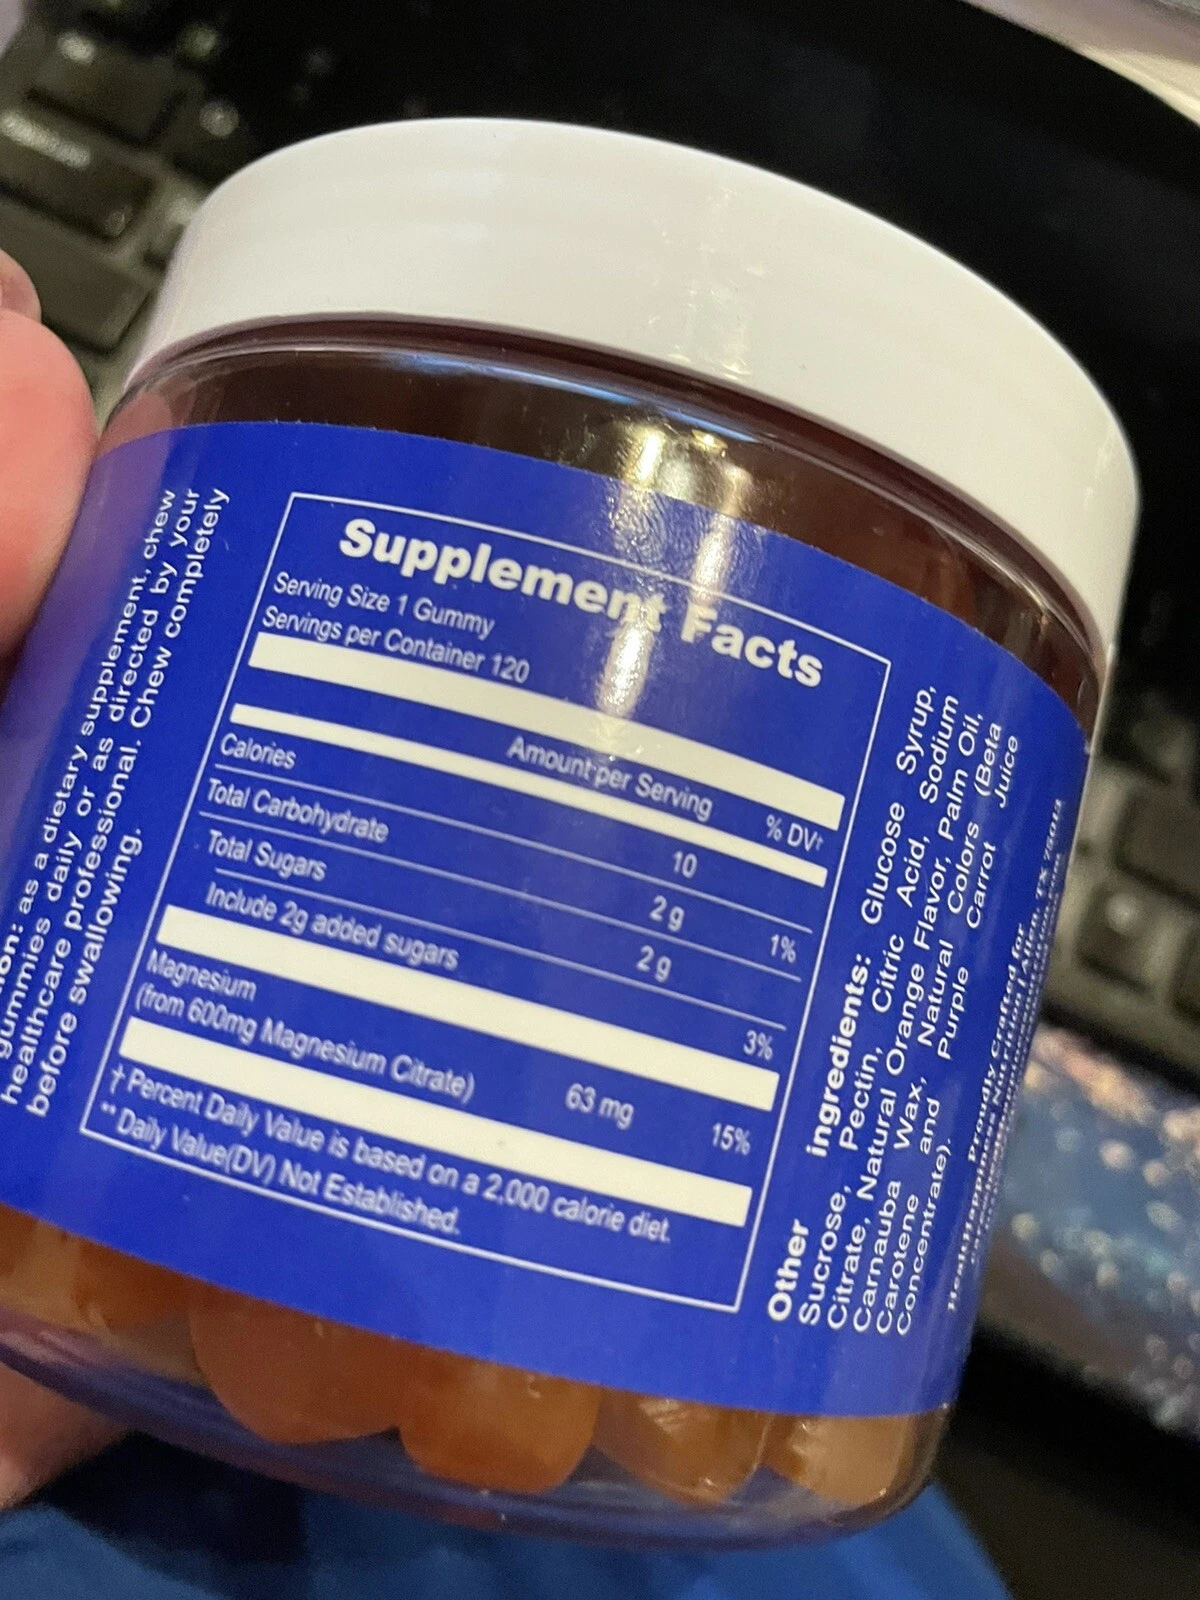 on: as a dietary supplement, chew
gummies daily or as directed by your
healthcare professional. Chew completely
before swallowing.
Supplement Facts
Serving Size 1 Gummy
Servings per Container 120
Amount per Serving % DV†
Calories 10
Total Carbohydrate 2 g 1%
Total Sugars 2 g
Include 2g added sugars 3%
Magnesium
(from 600mg Magnesium Citrate) 63 mg 15%
† Percent Daily Value is based on a 2,000 calorie diet.
** Daily Value(DV) Not Established.
Other ingredients: Glucose Syrup,
Sucrose, Pectin, Citric Acid, Sodium
Citrate, Natural Orange Flavor, Palm Oil,
Carnauba Wax, Natural Colors (Beta
Carotene and Purple Carrot Juice
Concentrate).
Proudly Crafted for